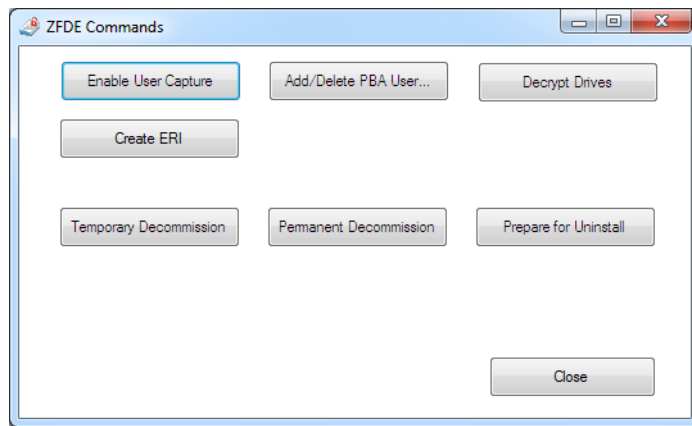 ZFDE Commands
Enable User Capture
Add/Delete PBA User...
Decrypt Drives
Create ERI
Temporary Decommission
Permanent Decommission
Prepare for Uninstall
Close